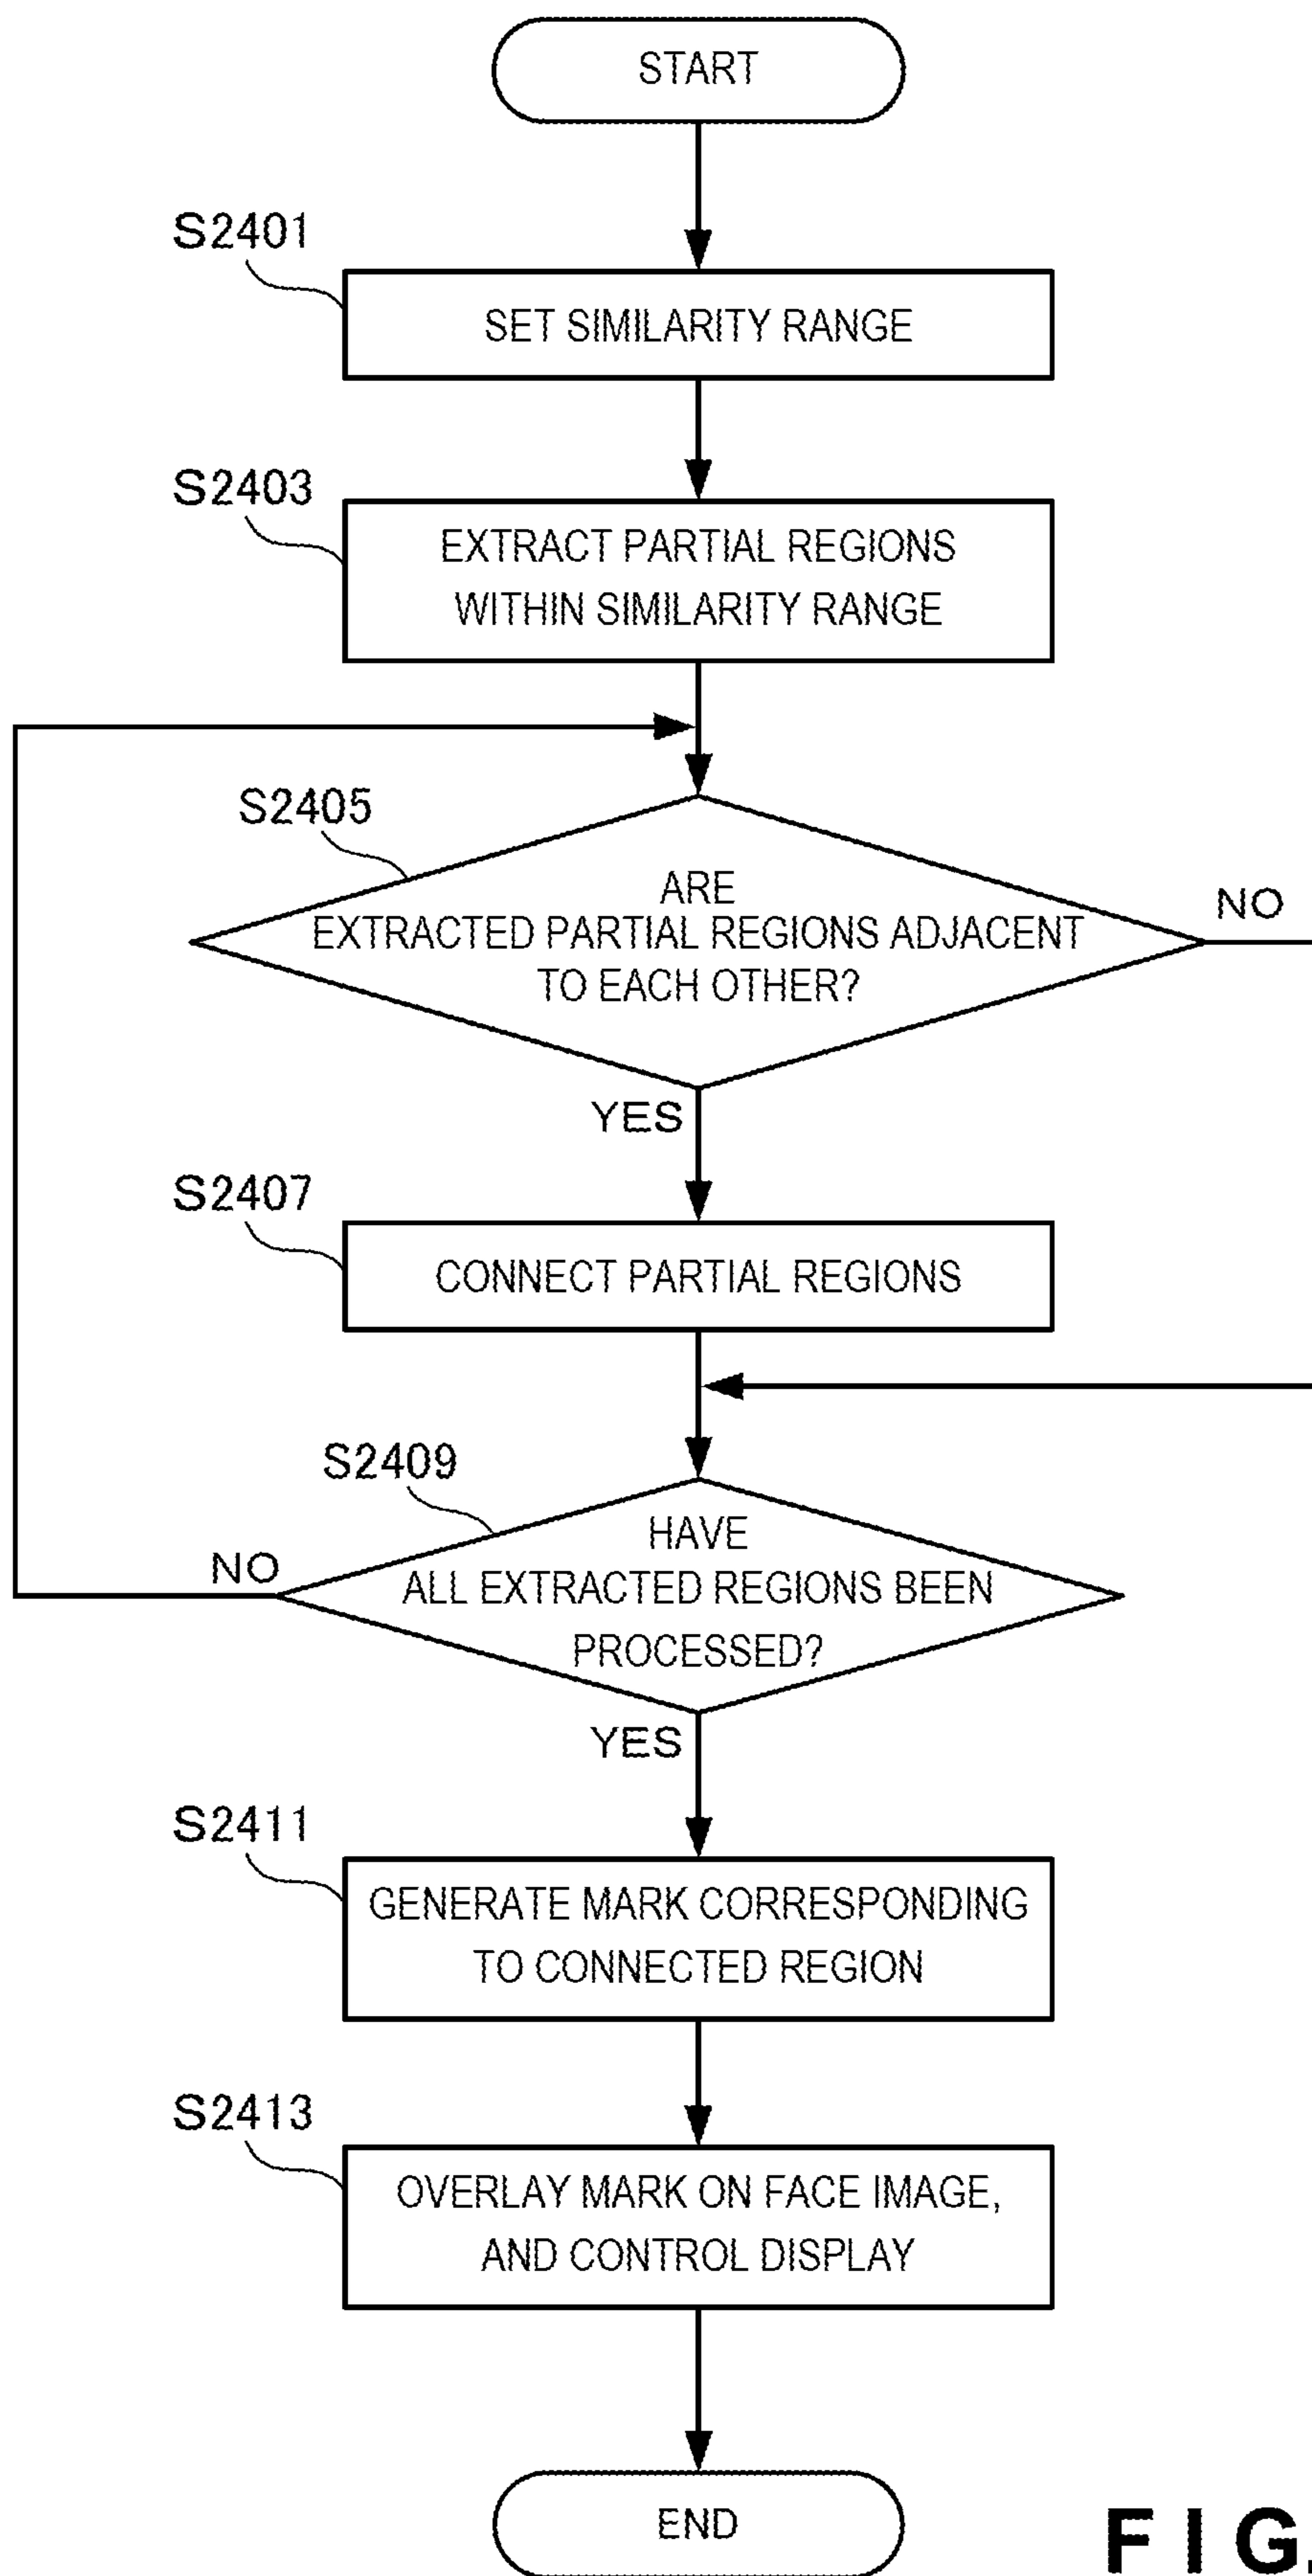 START
S2401
SET SIMILARITY RANGE
S2403
EXTRACT PARTIAL REGIONS
WITHIN SIMILARITY RANGE
S2405
ARE
EXTRACTED PARTIAL REGIONS ADJACENT
TO EACH OTHER?
NO
YES
S2407
CONNECT PARTIAL REGIONS
S2409
HAVE
ALL EXTRACTED REGIONS BEEN
PROCESSED?
NO
YES
S2411
GENERATE MARK CORRESPONDING
TO CONNECTED REGION
S2413
OVERLAY MARK ON FACE IMAGE,
AND CONTROL DISPLAY
END
FIG.